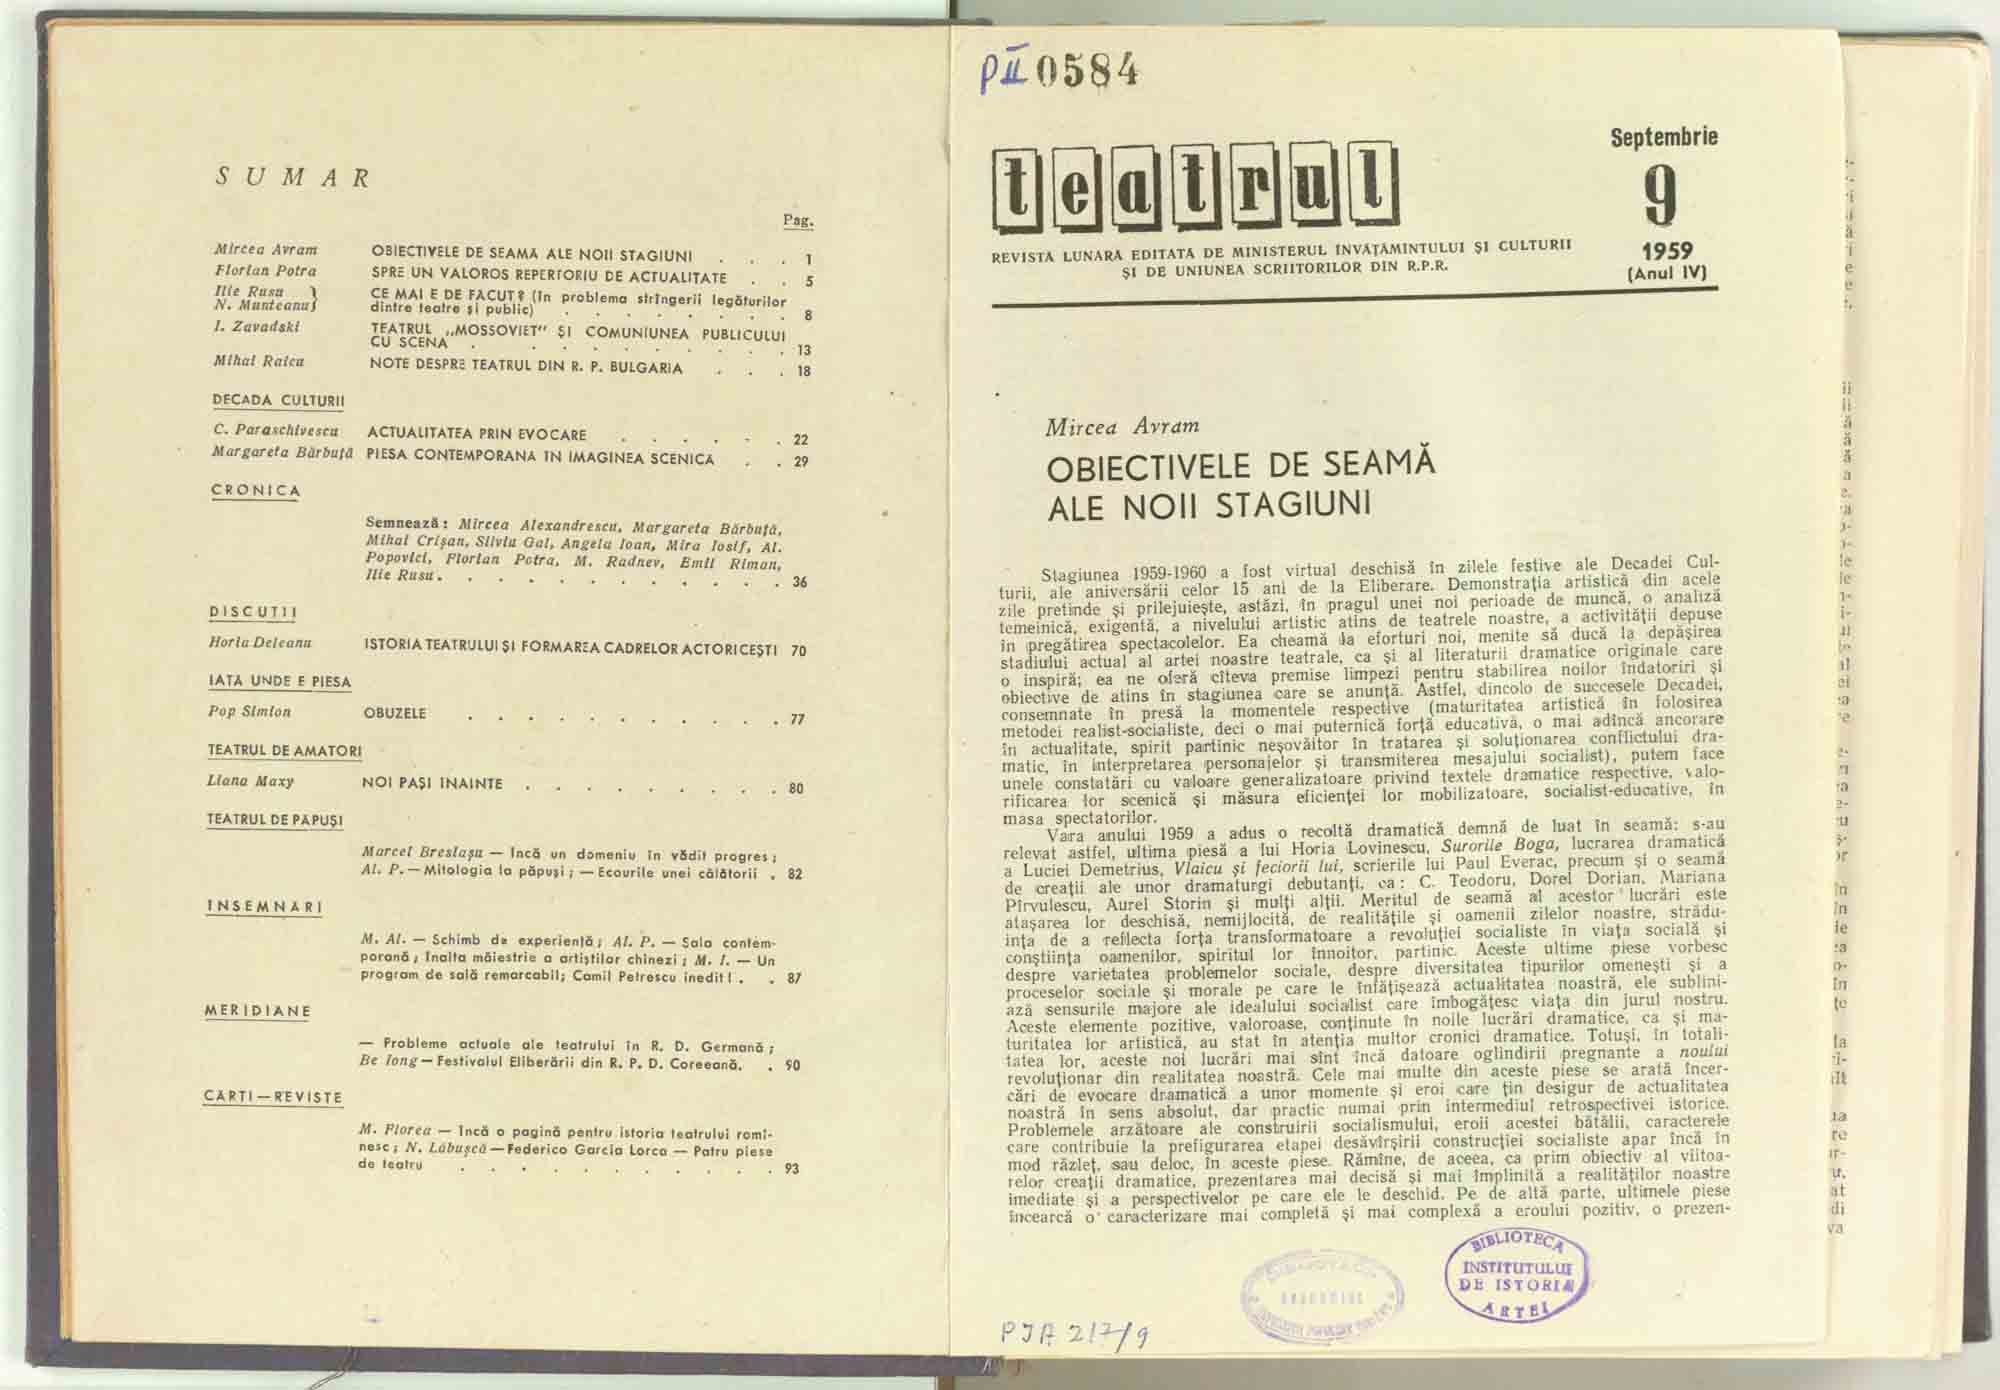 SUMAR
Pag.
Mircea Avram OBIECTIVELE DE SEAMĂ ALE NOII STAGIUNI . . . 1
Florian Potra SPRE UN VALOROS REPERTORIU DE ACTUALITATE . . 5
Ilie Rusu } CE MAI E DE FĂCUT? (În problema strîngerii legăturilor
N. Munteanu } dintre teatre și public) . . . . . . . 8
I. Zavadski TEATRUL „MOSSOVIET" ȘI COMUNIUNEA PUBLICULUI
CU SCENA . . . . . . . . . 13
Mihai Raicu NOTE DESPRE TEATRUL DIN R. P. BULGARIA . . . 18
DECADA CULTURII
C. Paraschivescu ACTUALITATEA PRIN EVOCARE . . . . . . 22
Margareta Bărbuță PIESA CONTEMPORANĂ ÎN IMAGINEA SCENICĂ . . 29
CRONICA
Semnează: Mircea Alexandrescu, Margareta Bărbuță,
Mihai Crișan, Silviu Gal, Angela Ioan, Mira Iosif, Al.
Popovici, Florian Potra, M. Radnev, Emil Riman,
Ilie Rusu. . . . . . . . . . . . 36
DISCUȚII
Horia Deleanu ISTORIA TEATRULUI ȘI FORMAREA CADRELOR ACTORICEȘTI 70
IATĂ UNDE E PIESA
Pop Simion OBUZELE . . . . . . . . . . . 77
TEATRUL DE AMATORI
Liana Maxy NOI PAȘI ÎNAINTE . . . . . . . . . 80
TEATRUL DE PĂPUȘI
Marcel Breslașu — Încă un domeniu în vădit progres;
Al. P. — Mitologia la păpuși; — Ecourile unei călătorii . 82
ÎNSEMNĂRI
M. Al. — Schimb de experiență; Al. P. — Sala contem-
porană; Înalta măiestrie a artiștilor chinezi; M. I. — Un
program de sală remarcabil; Camil Petrescu inedit! . . 87
MERIDIANE
— Probleme actuale ale teatrului în R. D. Germană;
Be Iong — Festivalul Eliberării din R. P. D. Coreeană. . 90
CĂRȚI — REVISTE
M. Florea — Încă o pagină pentru istoria teatrului romî-
nesc; N. Lăbușcă — Federico Garcia Lorca — Patru piese
de teatru . . . . . . . . . . . 93
PII 0584
teatrul
Septembrie
9
1959
(Anul IV)
REVISTĂ LUNARĂ EDITATĂ DE MINISTERUL ÎNVĂȚĂMÎNTULUI ȘI CULTURII
ȘI DE UNIUNEA SCRIITORILOR DIN R.P.R.
Mircea Avram
OBIECTIVELE DE SEAMĂ
ALE NOII STAGIUNI
Stagiunea 1959-1960 a fost virtual deschisă în zilele festive ale Decadei Cul-
turii, ale aniversării celor 15 ani de la Eliberare. Demonstrația artistică din acele
zile pretinde și prilejuiește, astăzi, în pragul unei noi perioade de muncă, o analiză
temeinică, exigentă, a nivelului artistic atins de teatrele noastre, a activității depuse
în pregătirea spectacolelor. Ea cheamă la eforturi noi, menite să ducă la depășirea
stadiului actual al artei noastre teatrale, ca și al literaturii dramatice originale care
o inspiră; ea ne oferă cîteva premise limpezi pentru stabilirea noilor îndatoriri și
obiective de atins în stagiunea care se anunță. Astfel, dincolo de succesele Decadei,
consemnate în presă la momentele respective (maturitatea artistică în folosirea
metodei realist-socialiste, deci o mai puternică forță educativă, o mai adîncă ancorare
în actualitate, spirit partinic neșovăitor în tratarea și soluționarea conflictului dra-
matic, în interpretarea personajelor și transmiterea mesajului socialist), putem face
unele constatări cu valoare generalizatoare privind textele dramatice respective, valo-
rificarea lor scenică și măsura eficienței lor mobilizatoare, socialist-educative, în
masa spectatorilor.
Vara anului 1959 a adus o recoltă dramatică demnă de luat în seamă: s-au
relevat astfel, ultima piesă a lui Horia Lovinescu, Surorile Boga, lucrarea dramatică
a Luciei Demetrius, Vlaicu și feciorii lui, scrierile lui Paul Everac, precum și o seamă
de creații ale unor dramaturgi debutanți, ca: C. Teodoru, Dorel Dorian, Mariana
Pîrvulescu, Aurel Storin și mulți alții. Meritul de seamă al acestor lucrări este
atașarea lor deschisă, nemijlocită, de realitățile și oamenii zilelor noastre, strădu-
ința de a reflecta forța transformatoare a revoluției socialiste în viața socială și
conștiința oamenilor, spiritul lor înnoitor, partinic. Aceste ultime piese vorbesc
despre varietatea problemelor sociale, despre diversitatea tipurilor omenești și a
proceselor sociale și morale pe care le înfățișează actualitatea noastră, ele sublini-
ază sensurile majore ale idealului socialist care îmbogățesc viața din jurul nostru.
Aceste elemente pozitive, valoroase, conținute în noile lucrări dramatice, ca și ma-
turitatea lor artistică, au stat în atenția multor cronici dramatice. Totuși, în totali-
tatea lor, aceste noi lucrări mai sînt încă datoare oglindirii pregnante a noului
revoluționar din realitatea noastră. Cele mai multe din aceste piese se arată încer-
cări de evocare dramatică a unor momente și eroi care țin desigur de actualitatea
noastră în sens absolut, dar practic numai prin intermediul retrospectivei istorice.
Problemele arzătoare ale construirii socialismului, eroii acestei bătălii, caracterele
care contribuie la prefigurarea etapei desăvîrșirii construcției socialiste apar încă în
mod răzleț, sau deloc, în aceste piese. Rămîne, de aceea, ca prim obiectiv al viitoa-
relor creații dramatice, prezentarea mai decisă și mai împlinită a realităților noastre
imediate și a perspectivelor pe care ele le deschid. Pe de altă parte, ultimele piese
încearcă o caracterizare mai completă și mai complexă a eroului pozitiv, o prezen-
BIBLIOTECA
INSTITUTULUI
DE ISTORIA
ARTEI
PIA 217/9